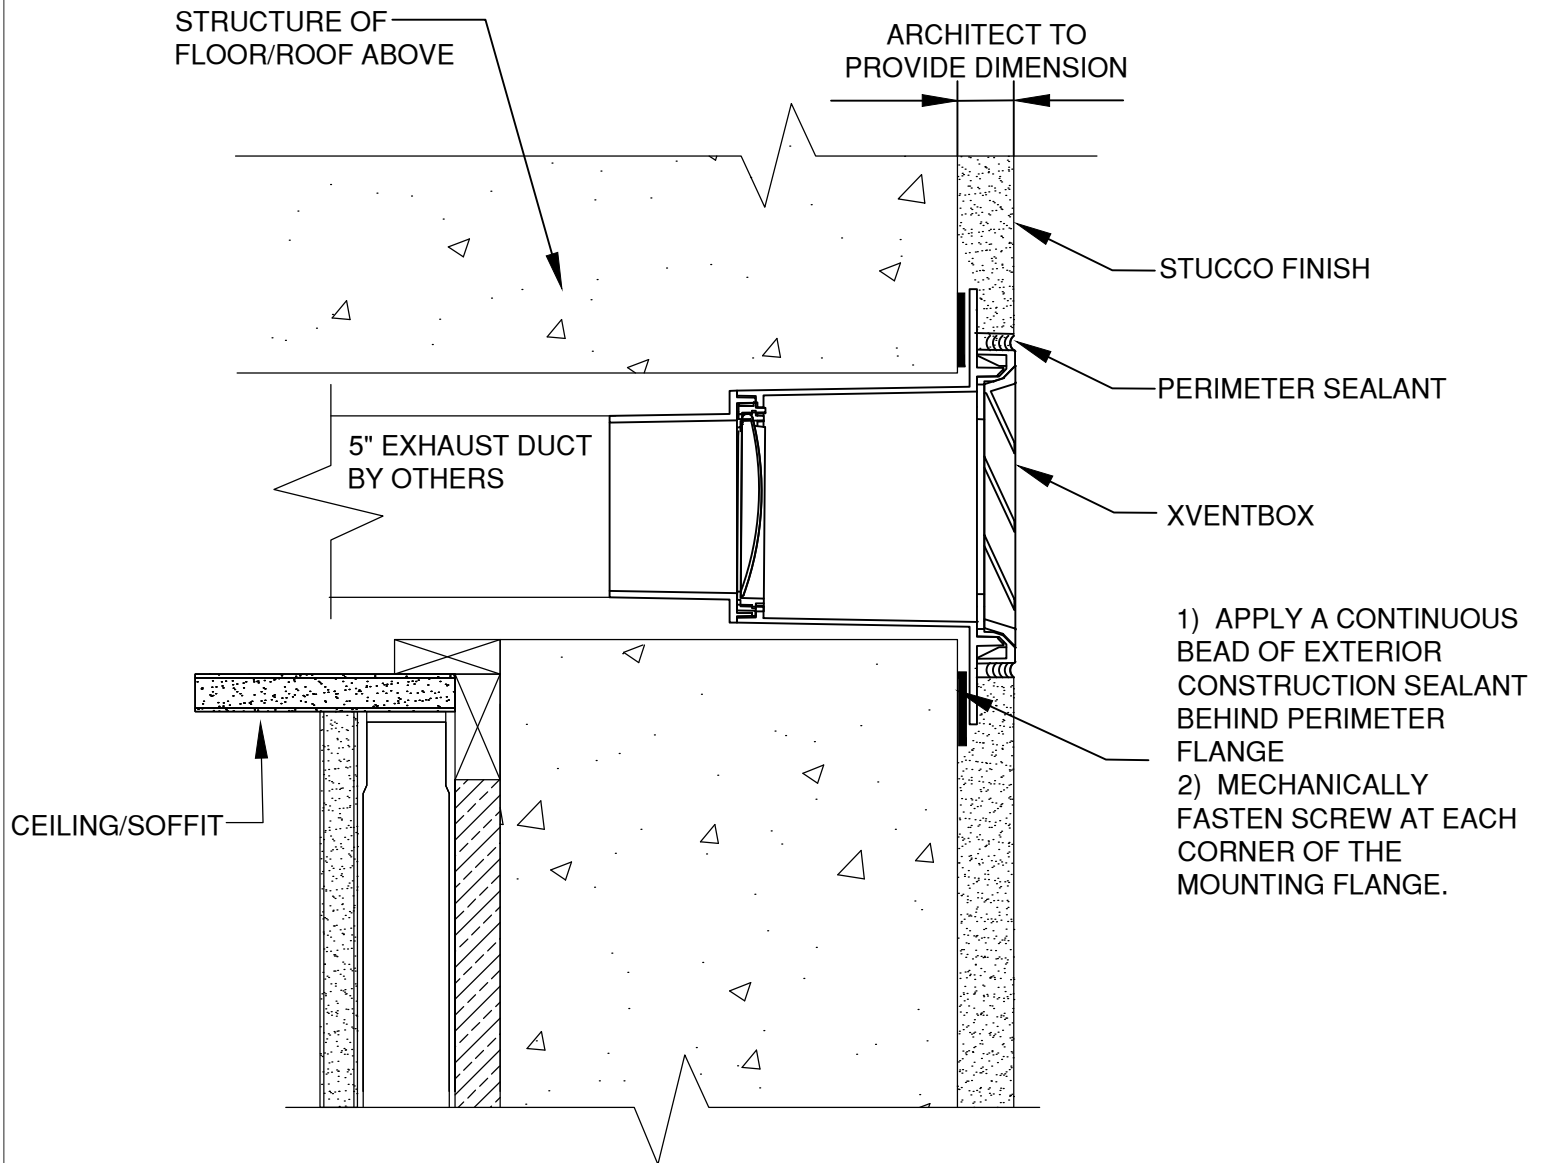 STRUCTURE OF
FLOOR/ROOF ABOVE
ARCHITECT TO
PROVIDE DIMENSION
STUCCO FINISH
PERIMETER SEALANT
5" EXHAUST DUCT
BY OTHERS
XVENTBOX
1) APPLY A CONTINUOUS
BEAD OF EXTERIOR
CONSTRUCTION SEALANT
BEHIND PERIMETER
FLANGE
2) MECHANICALLY
FASTEN SCREW AT EACH
CORNER OF THE
MOUNTING FLANGE.
CEILING/SOFFIT